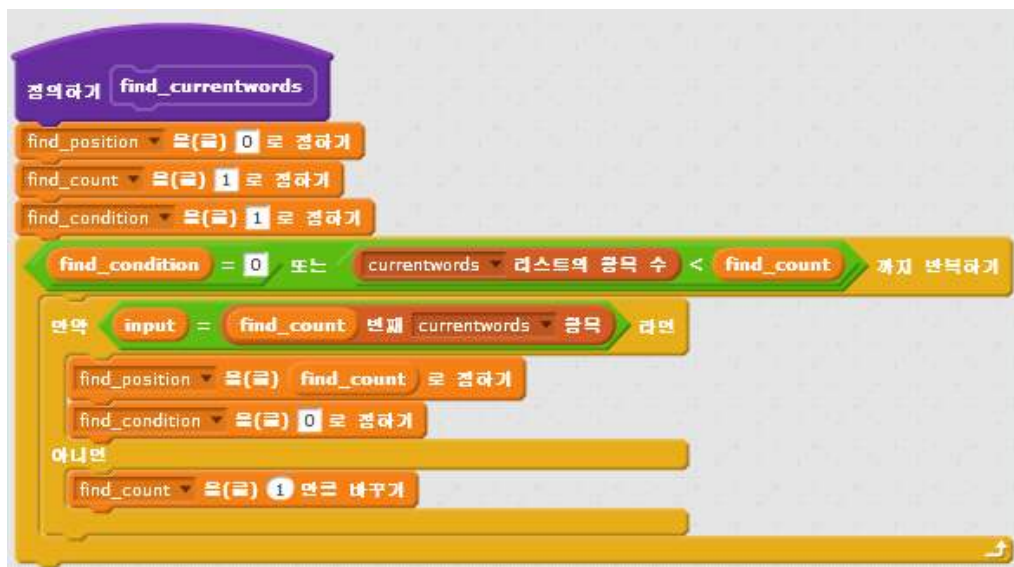 정의하기 find_currentwords
find_position 을(를) 0 로 정하기
find_count 을(를) 1 로 정하기
find_condition 을(를) 1 로 정하기
find_condition = 0 또는 currentwords 리스트의 항목 수 < find_count 까지 반복하기
만약 input = find_count 번째 currentwords 항목 라면
find_position 을(를) find_count 로 정하기
find_condition 을(를) 0 로 정하기
아니면
find_count 을(를) 1 만큼 바꾸기